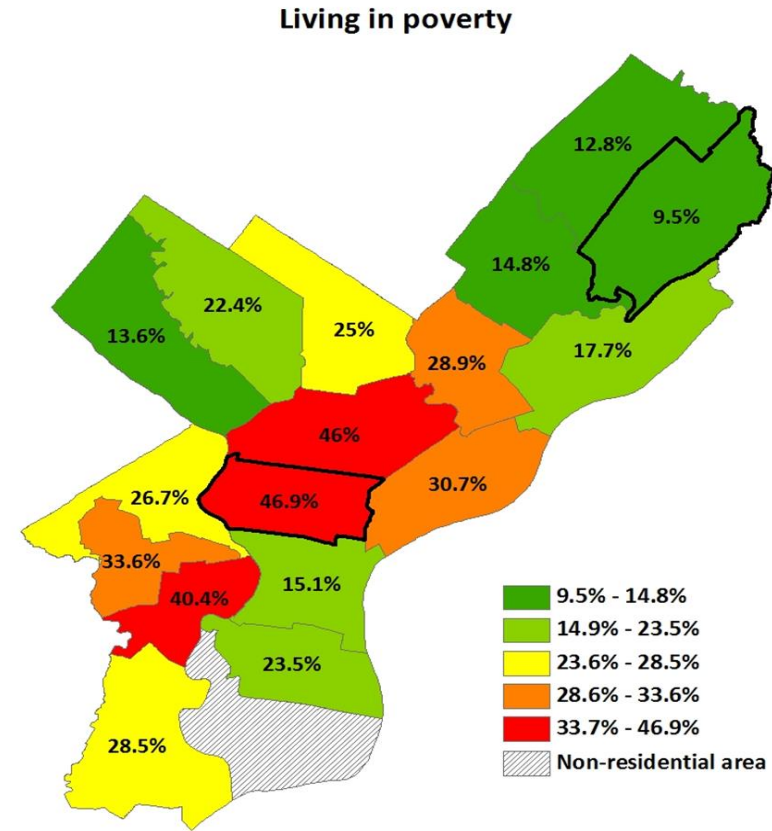 Living in poverty
12.8%
9.5%
14.8%
22.4%
25%
13.6%
28.9%
17.7%
46%
30.7%
26.7%
46.9%
33.6%
15.1%
40.4%
23.5%
28.5%
9.5% - 14.8%
14.9% - 23.5%
23.6% - 28.5%
28.6% - 33.6%
33.7% - 46.9%
Non-residential area